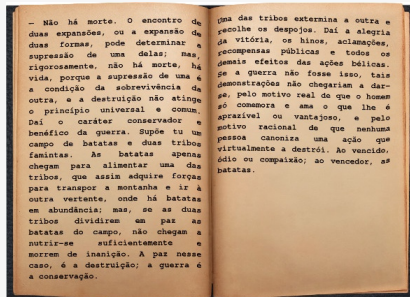 — Não há morte. O encontro de
duas expansões, ou a expansão de
duas formas, pode determinar a
supressão de uma delas; mas,
rigorosamente, não há morte, há
vida, porque a supressão de uma é
a condição da sobrevivência da
outra, e a destruição não atinge
o princípio universal e comum.
Daí o caráter conservador e
benéfico da guerra. Supõe tu um
campo de batatas e duas tribos
famintas. As batatas apenas
chegam para alimentar uma das
tribos, que assim adquire forças
para transpor a montanha e ir à
outra vertente, onde há batatas
em abundância; mas, se as duas
tribos dividirem em paz as
batatas do campo, não chegam a
nutrir-se suficientemente e
morrem de inanição. A paz nesse
caso, é a destruição; a guerra é
a conservação.
Uma das tribos extermina a outra e
recolhe os despojos. Daí a alegria
da vitória, os hinos, aclamações,
recompensas públicas e todos os
demais efeitos das ações bélicas.
Se a guerra não fosse isso, tais
demonstrações não chegariam a dar-
se, pelo motivo real de que o homem
só comemora e ama o que lhe é
aprazível ou vantajoso, e pelo
motivo racional de que nenhuma
pessoa canoniza uma ação que
virtualmente a destrói. Ao vencido,
ódio ou compaixão; ao vencedor, as
batatas.